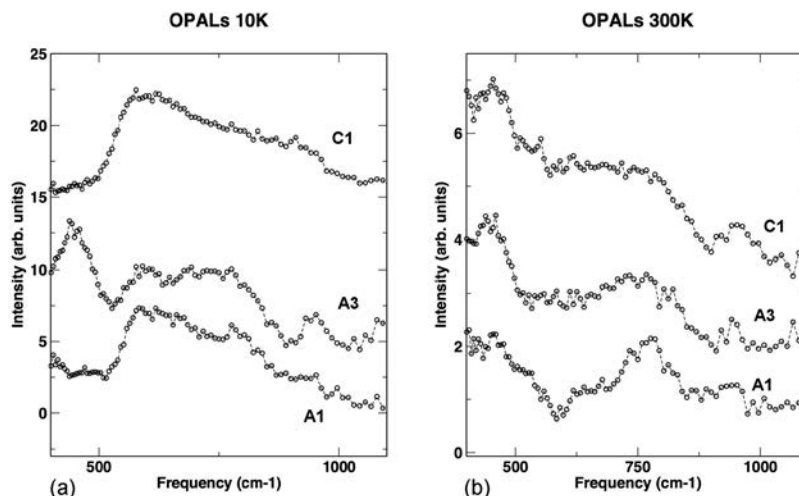 OPALs 10K
OPALs 300K
25
20
15
10
5
0
Intensity (arb. units)
C1
A3
A1
500
1000
Frequency (cm-1)
(a)
6
4
2
0
Intensity (arb. units)
C1
A3
A1
500
750
1000
Frequency (cm-1)
(b)